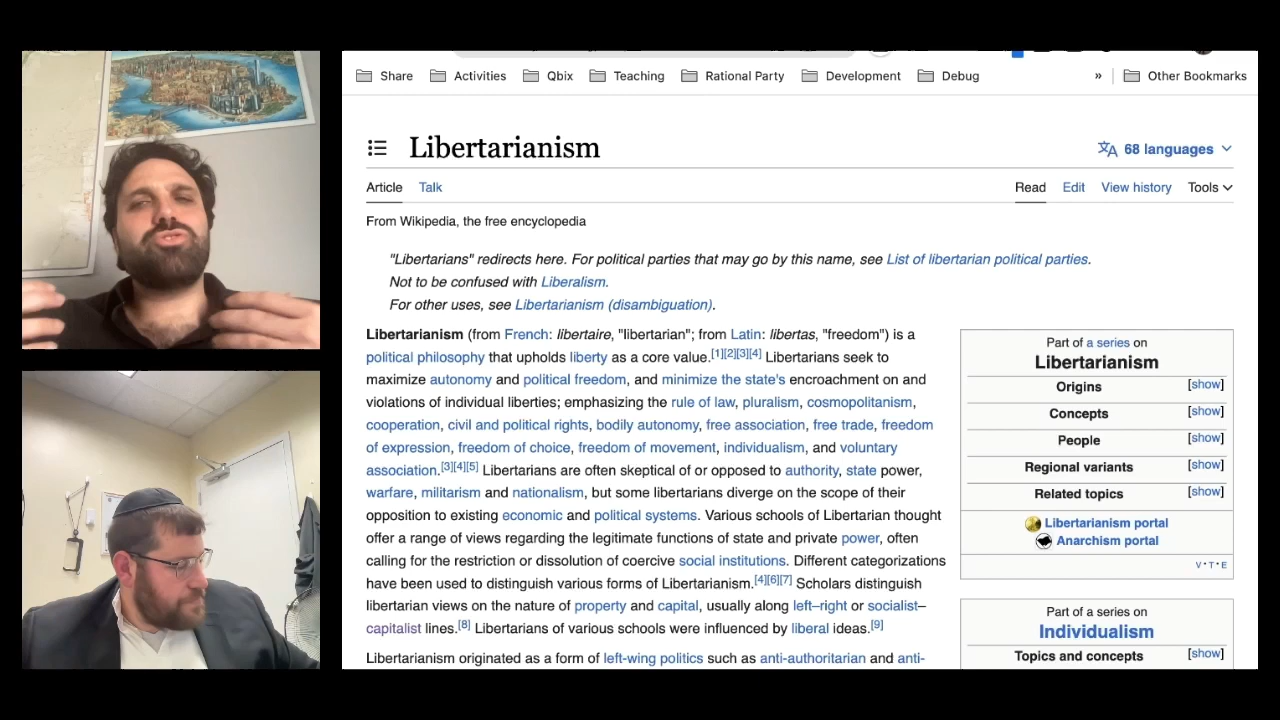 Share Activities Qbix Teaching Rational Party Development Debug » Other Bookmarks
Libertarianism
68 languages
Article Talk Read Edit View history Tools
From Wikipedia, the free encyclopedia
"Libertarians" redirects here. For political parties that may go by this name, see List of libertarian political parties.
Not to be confused with Liberalism.
For other uses, see Libertarianism (disambiguation).
Libertarianism (from French: libertaire, "libertarian"; from Latin: libertas, "freedom") is a
political philosophy that upholds liberty as a core value.[1][2][3][4] Libertarians seek to
maximize autonomy and political freedom, and minimize the state's encroachment on and
violations of individual liberties; emphasizing the rule of law, pluralism, cosmopolitanism,
cooperation, civil and political rights, bodily autonomy, free association, free trade, freedom
of expression, freedom of choice, freedom of movement, individualism, and voluntary
association.[3][4][5] Libertarians are often skeptical of or opposed to authority, state power,
warfare, militarism and nationalism, but some libertarians diverge on the scope of their
opposition to existing economic and political systems. Various schools of Libertarian thought
offer a range of views regarding the legitimate functions of state and private power, often
calling for the restriction or dissolution of coercive social institutions. Different categorizations
have been used to distinguish various forms of Libertarianism.[4][6][7] Scholars distinguish
libertarian views on the nature of property and capital, usually along left–right or socialist–
capitalist lines.[8] Libertarians of various schools were influenced by liberal ideas.[9]
Libertarianism originated as a form of left-wing politics such as anti-authoritarian and anti-
Part of a series on
Libertarianism
Origins [show]
Concepts [show]
People [show]
Regional variants [show]
Related topics [show]
Libertarianism portal
Anarchism portal
V·T·E
Part of a series on
Individualism
Topics and concepts [show]